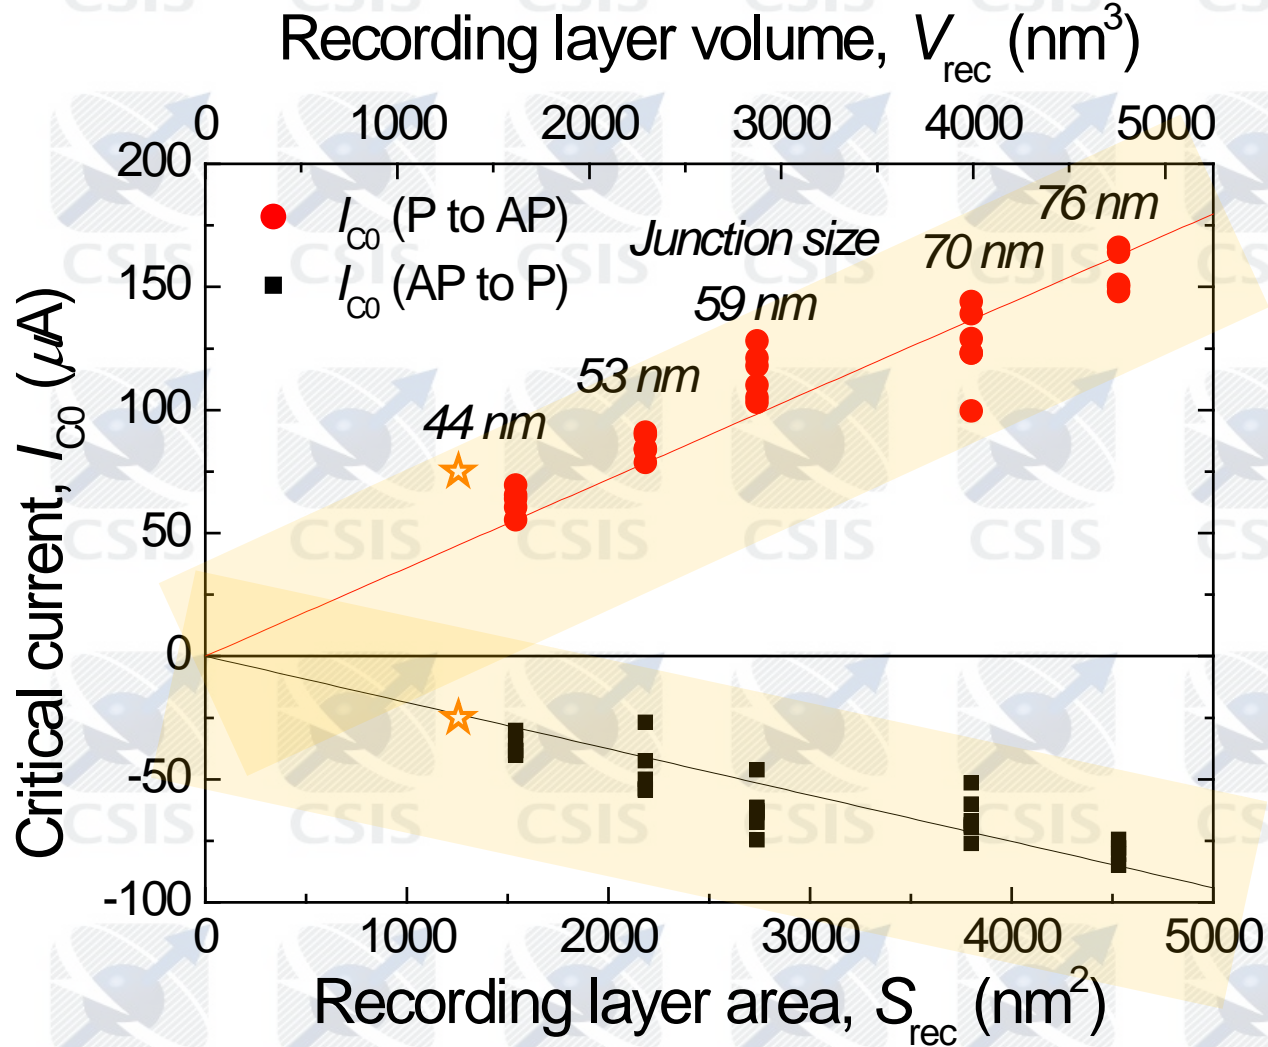 Recording layer volume, Vrec (nm³)
0 1000 2000 3000 4000 5000
200
150
100
50
0
-50
-100
Critical current, IC0 (μA)
IC0 (P to AP)
IC0 (AP to P)
Junction size
44 nm
53 nm
59 nm
70 nm
76 nm
0 1000 2000 3000 4000 5000
Recording layer area, Srec (nm²)
CSIS